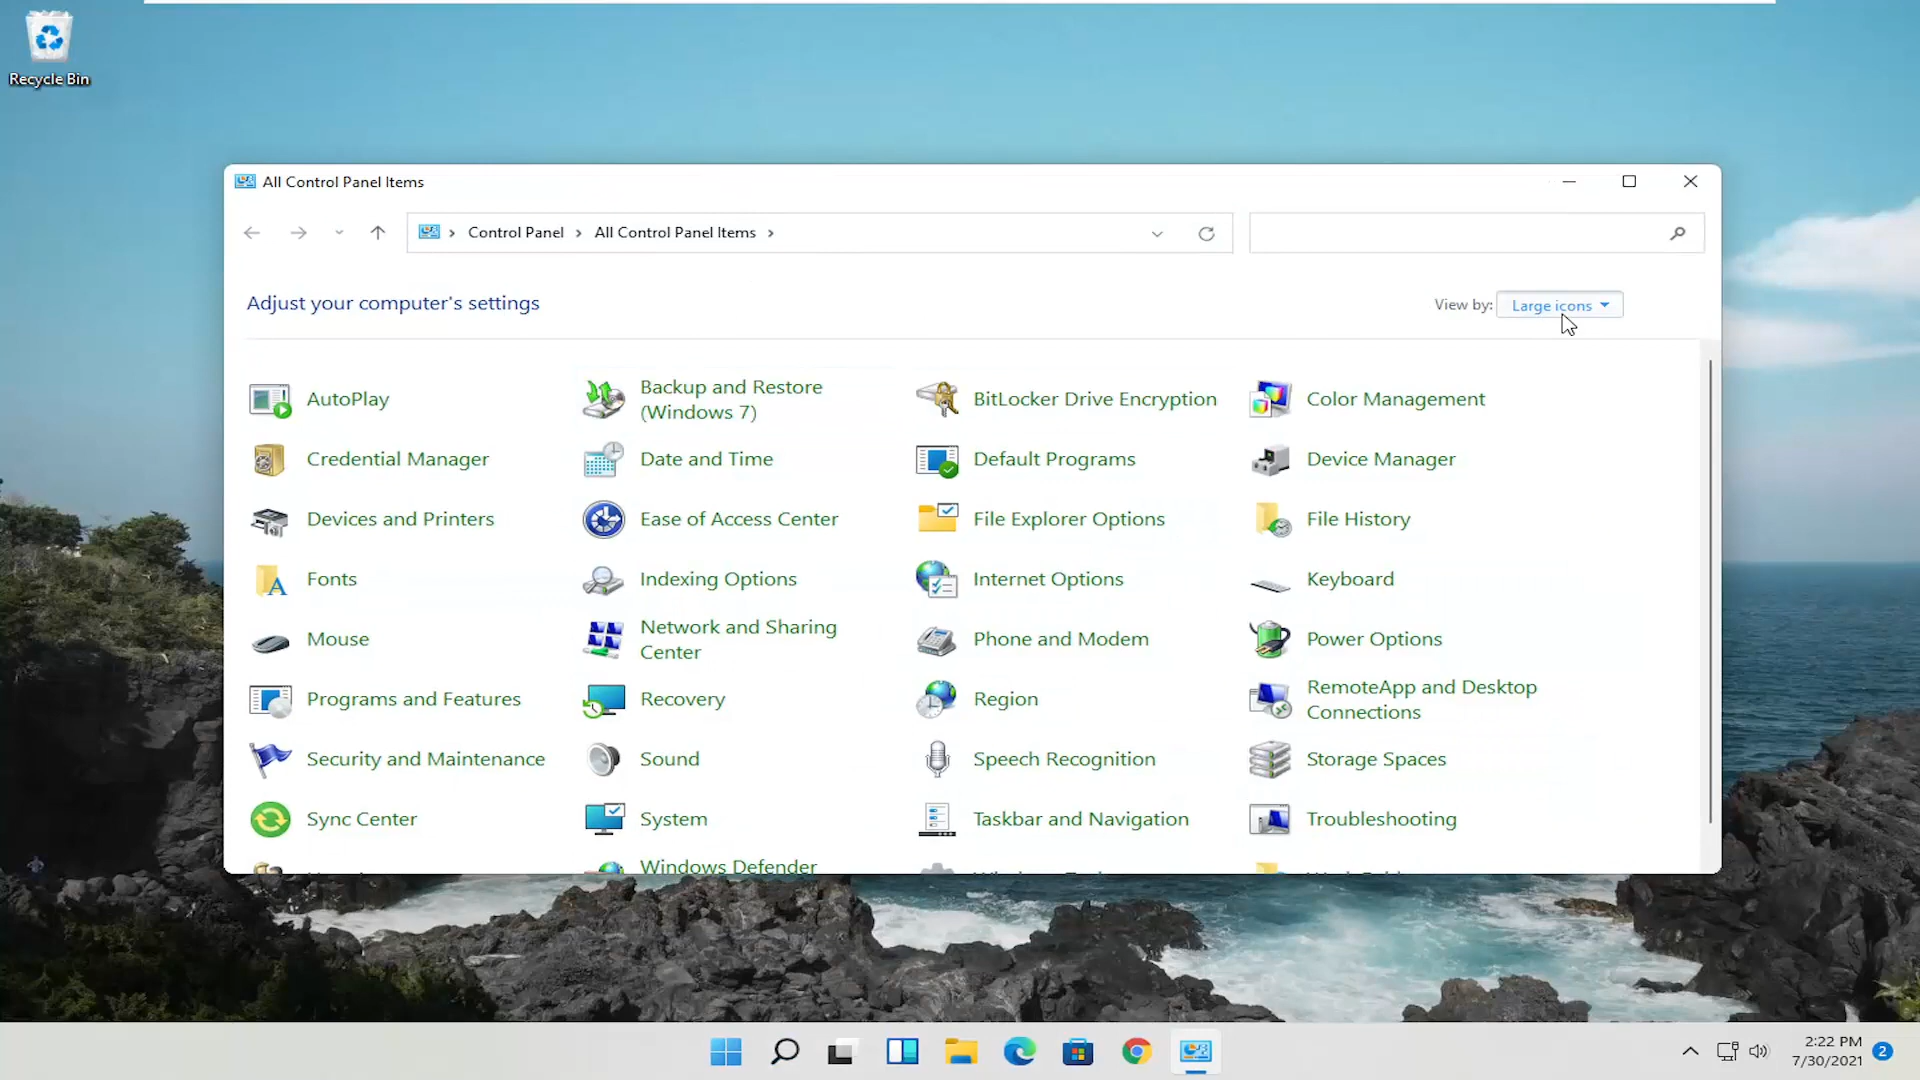 Recycle Bin
All Control Panel Items
Control Panel
All Control Panel Items
Adjust your computer's settings
View by:
Large icons
AutoPlay
Backup and Restore
(Windows 7)
BitLocker Drive Encryption
Color Management
Credential Manager
Date and Time
Default Programs
Device Manager
Devices and Printers
Ease of Access Center
File Explorer Options
File History
Fonts
Indexing Options
Internet Options
Keyboard
Mouse
Network and Sharing
Center
Phone and Modem
Power Options
Programs and Features
Recovery
Region
RemoteApp and Desktop
Connections
Security and Maintenance
Sound
Speech Recognition
Storage Spaces
Sync Center
System
Taskbar and Navigation
Troubleshooting
Windows Defender
2:22 PM
7/30/2021
2